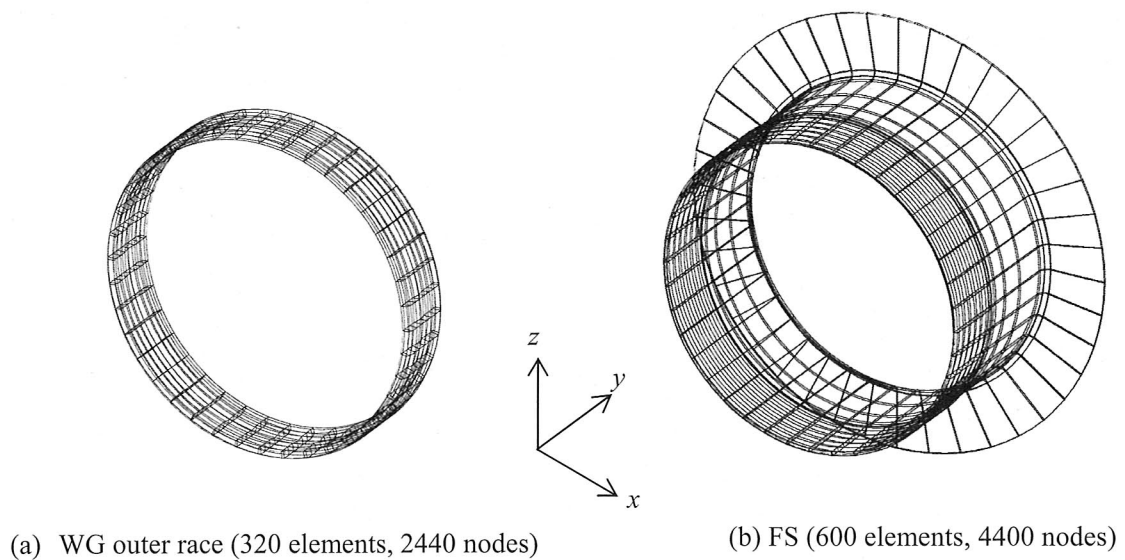 z
y
x
(a) WG outer race (320 elements, 2440 nodes)
(b) FS (600 elements, 4400 nodes)